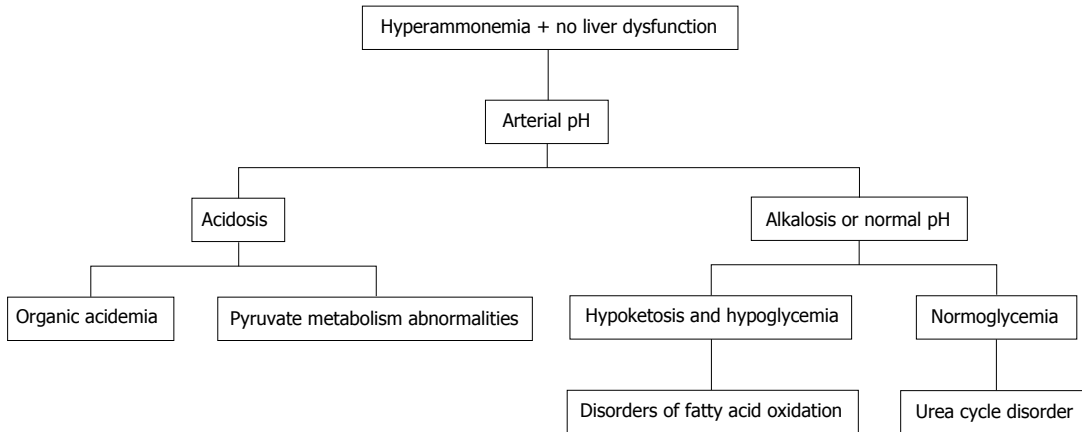 Hyperammonemia + no liver dysfunction
Arterial pH
Acidosis
Alkalosis or normal pH
Organic acidemia
Pyruvate metabolism abnormalities
Hypoketosis and hypoglycemia
Normoglycemia
Disorders of fatty acid oxidation
Urea cycle disorder